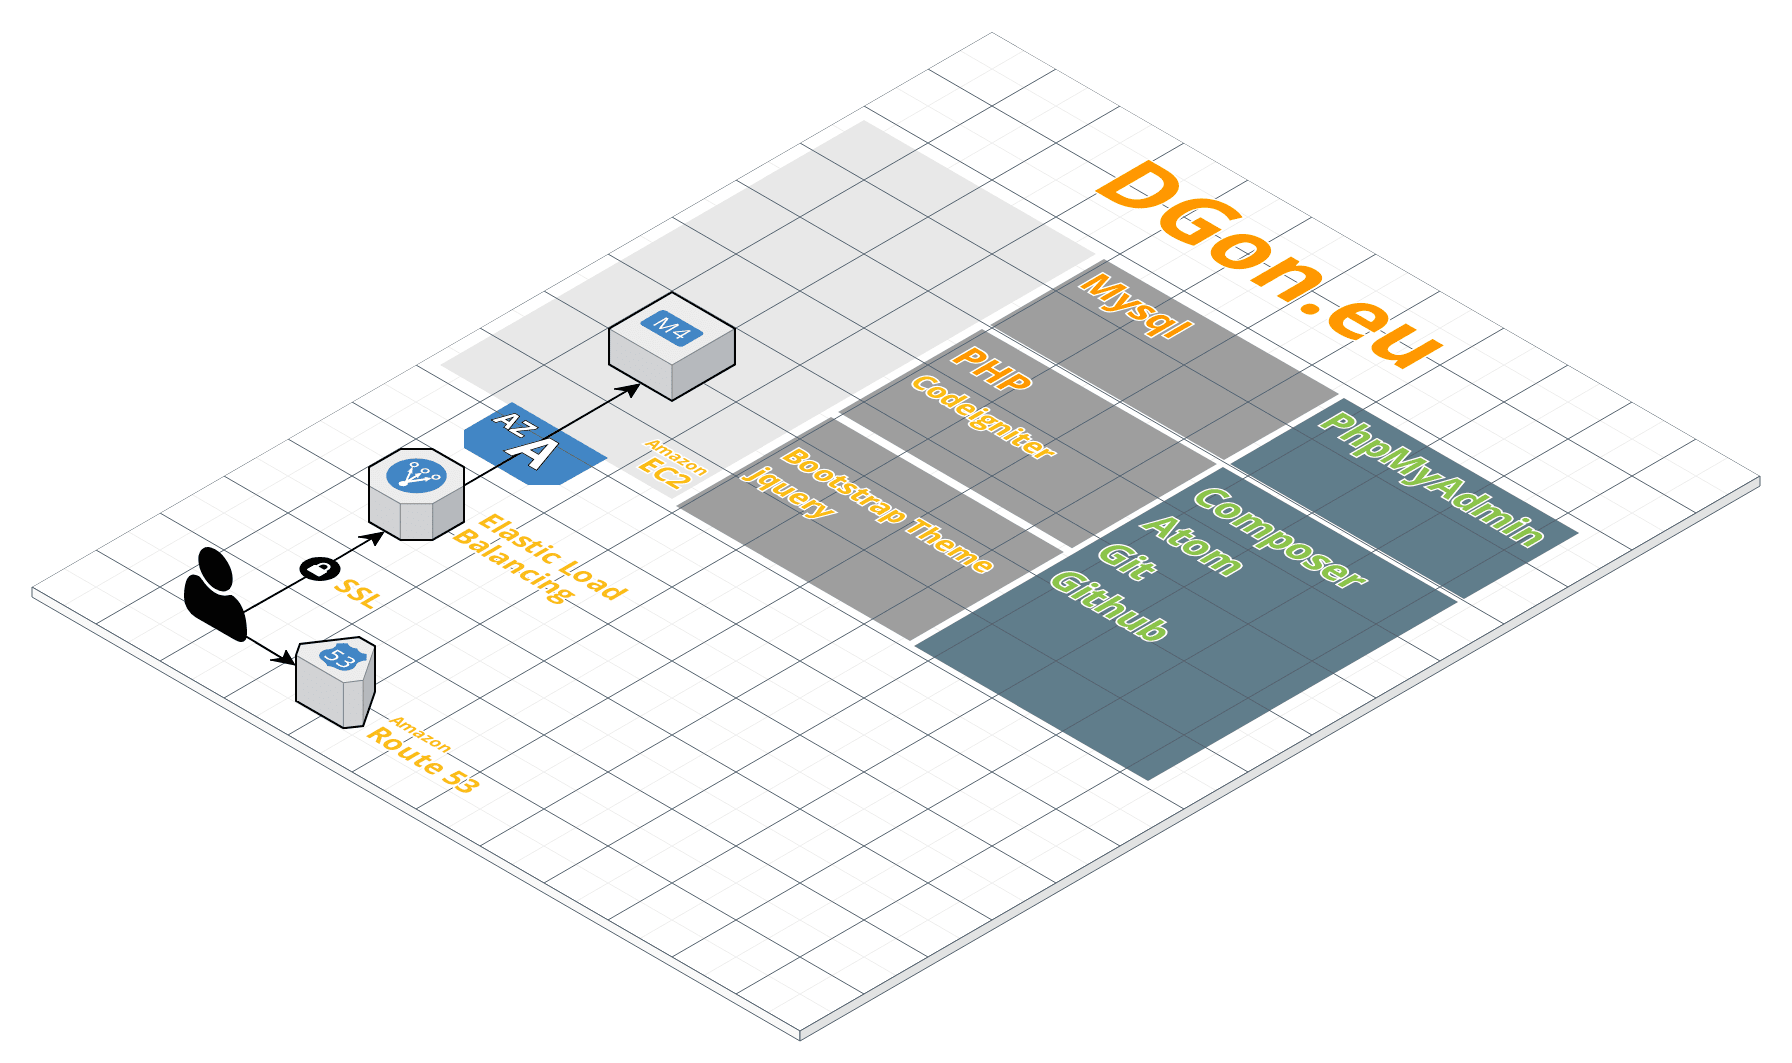 DGon.eu
Mysql
PHP
Codeigniter
Bootstrap Theme
jquery
PhpMyAdmin
Composer
Atom
Git
Github
M4
AZ
A
Amazon
EC2
Elastic Load
Balancing
SSL
53
Amazon
Route 53